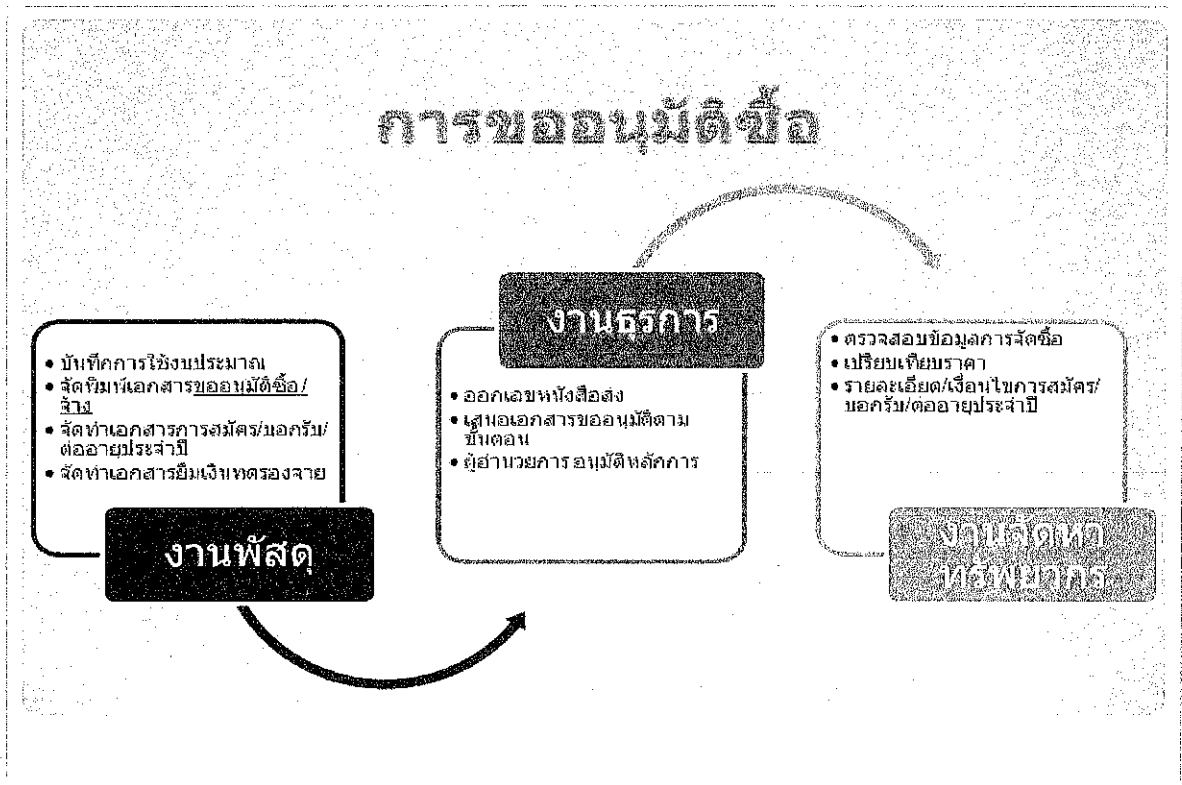 การขออนุมัติซื้อ
• บันทึกการใช้งบประมาณ
• จัดพิมพ์เอกสารขออนุมัติซื้อ/
จ้าง
• จัดทำเอกสารการสมัคร/บอกรับ/
ต่ออายุประจำปี
• จัดทำเอกสารยืมเงินทดรองจ่าย
งานพัสดุ
งานธุรการ
• ออกเลขหนังสือส่ง
• เสนอเอกสารขออนุมัติตาม
ขั้นตอน
• ผู้อำนวยการ อนุมัติหลักการ
• ตรวจสอบข้อมูลการจัดซื้อ
• เปรียบเทียบราคา
• รายละเอียด/เงื่อนไขการสมัคร/
บอกรับ/ต่ออายุประจำปี
งานจัดหา
ทรัพยากร